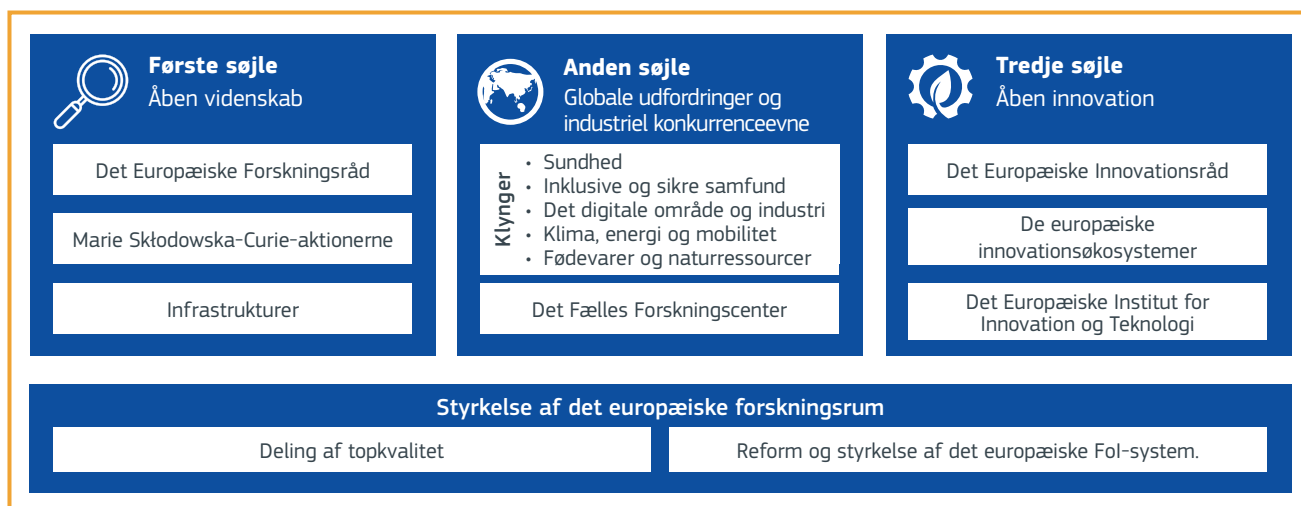 Første søjle
Åben videnskab
Det Europæiske Forskningsråd
Marie Skłodowska-Curie-aktionerne
Infrastrukturer
Anden søjle
Globale udfordringer og
industriel konkurrenceevne
Klynger
• Sundhed
• Inklusive og sikre samfund
• Det digitale område og industri
• Klima, energi og mobilitet
• Fødevarer og naturressourcer
Det Fælles Forskningscenter
Tredje søjle
Åben innovation
Det Europæiske Innovationsråd
De europæiske
innovationsøkosystemer
Det Europæiske Institut for
Innovation og Teknologi
Styrkelse af det europæiske forskningsrum
Deling af topkvalitet
Reform og styrkelse af det europæiske FoI-system.